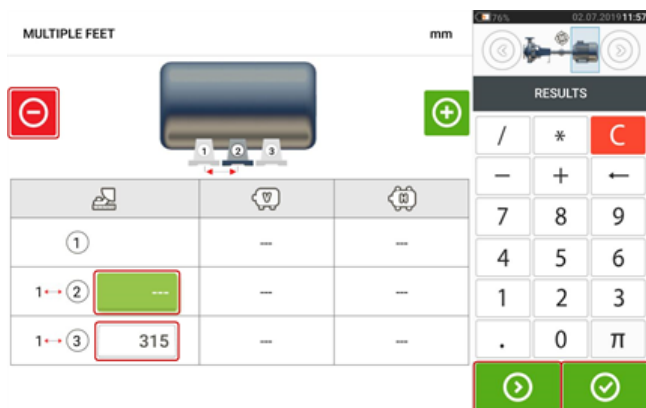 MULTIPLE FEET mm
76% 02.07.2019 11:57
RESULTS
1 2 3
V H
1 --- ---
1 ↔ 2 --- --- ---
1 ↔ 3 315 --- ---
/ * C
− + ←
7 8 9
4 5 6
1 2 3
. 0 π